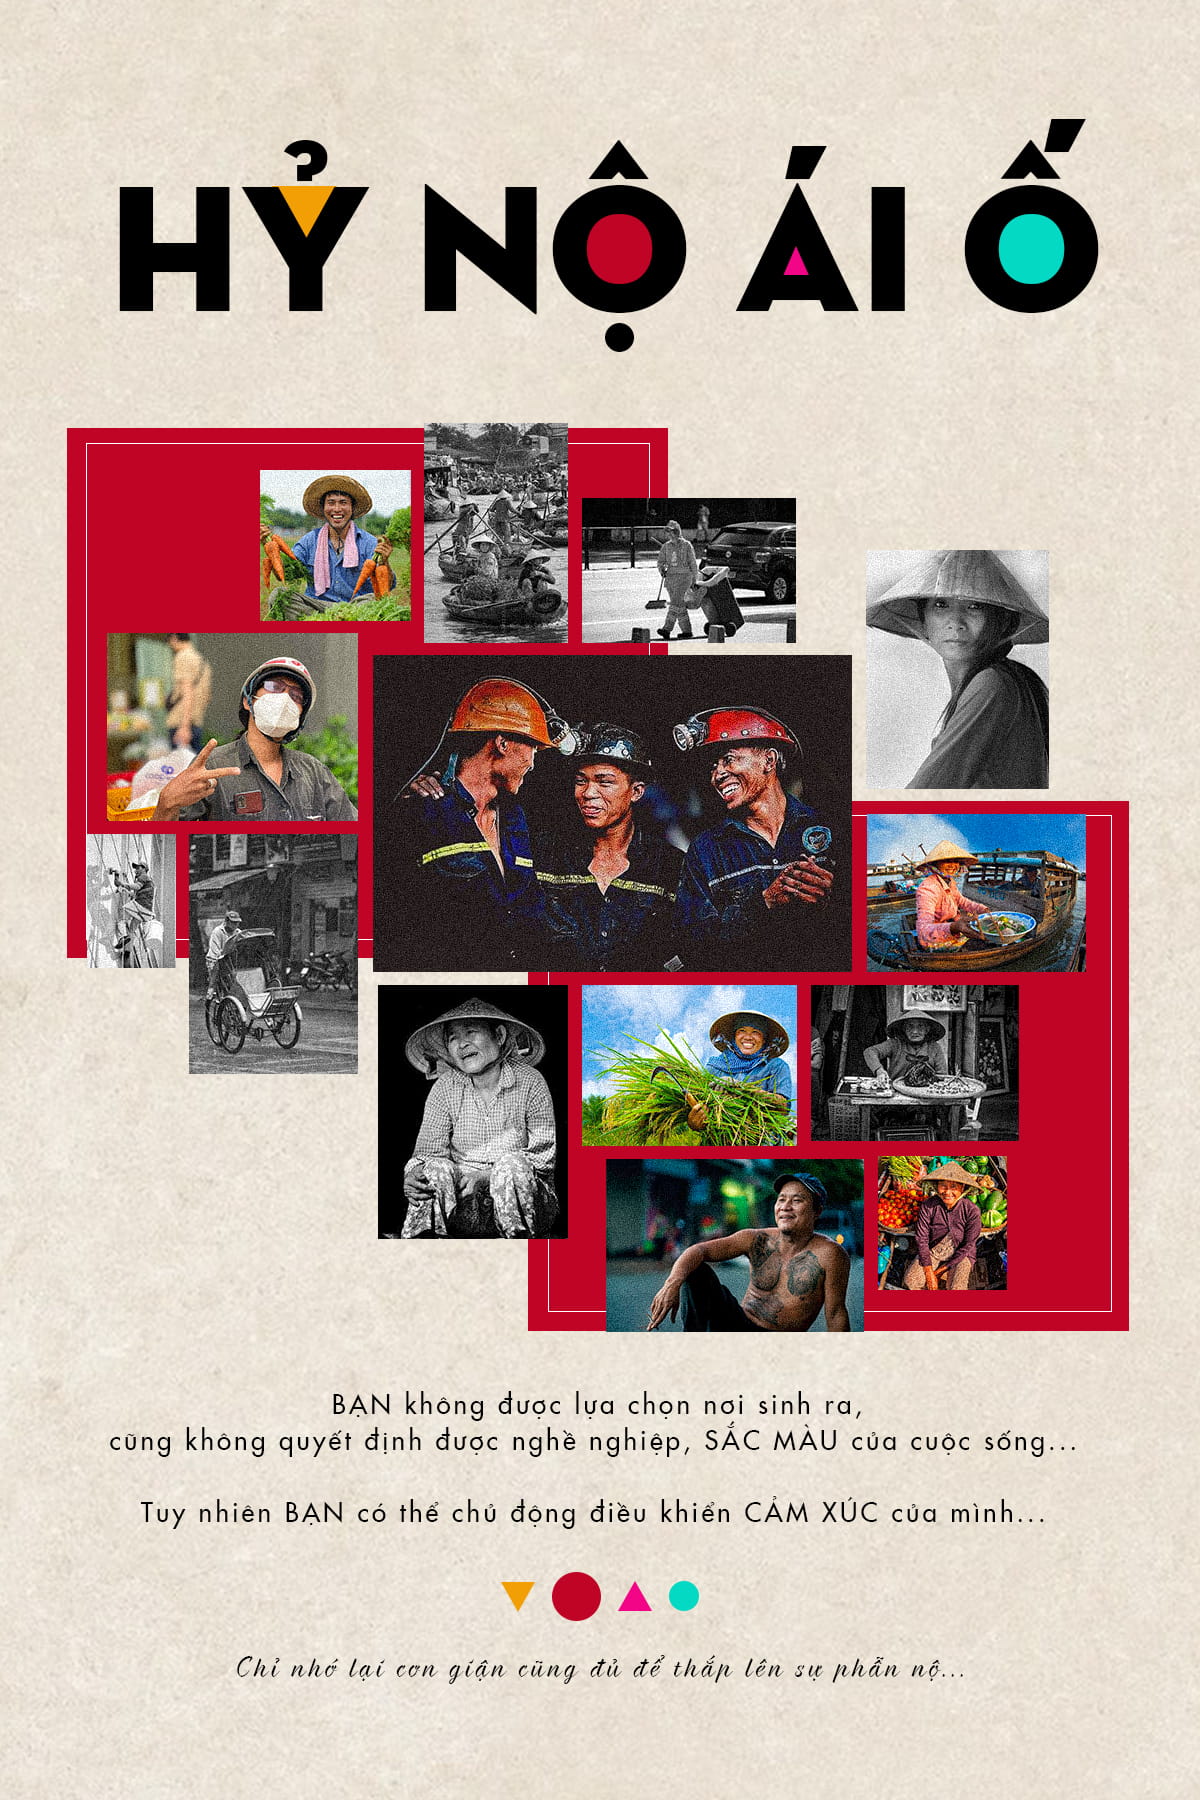 HỶ NỘ ÁI Ố
BẠN không được lựa chọn nơi sinh ra,
cũng không quyết định được nghề nghiệp, SẮC MÀU của cuộc sống...
Tuy nhiên BẠN có thể chủ động điều khiển CẢM XÚC của mình...
Chỉ nhớ lại cơn giận cũng đủ để thắp lên sự phẫn nộ...